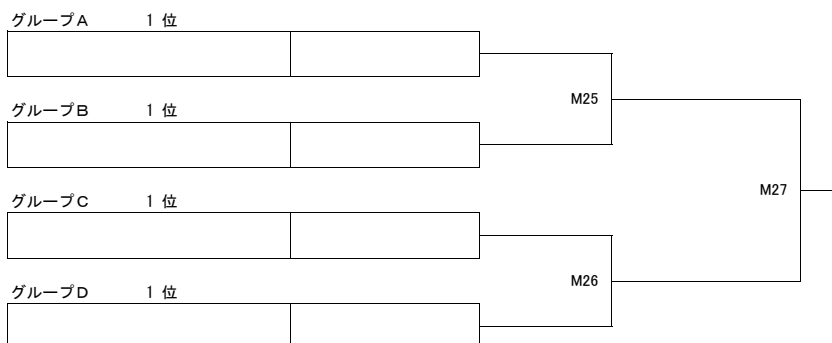 グループA 1 位
M25
グループB 1 位
M27
グループC 1 位
M26
グループD 1 位